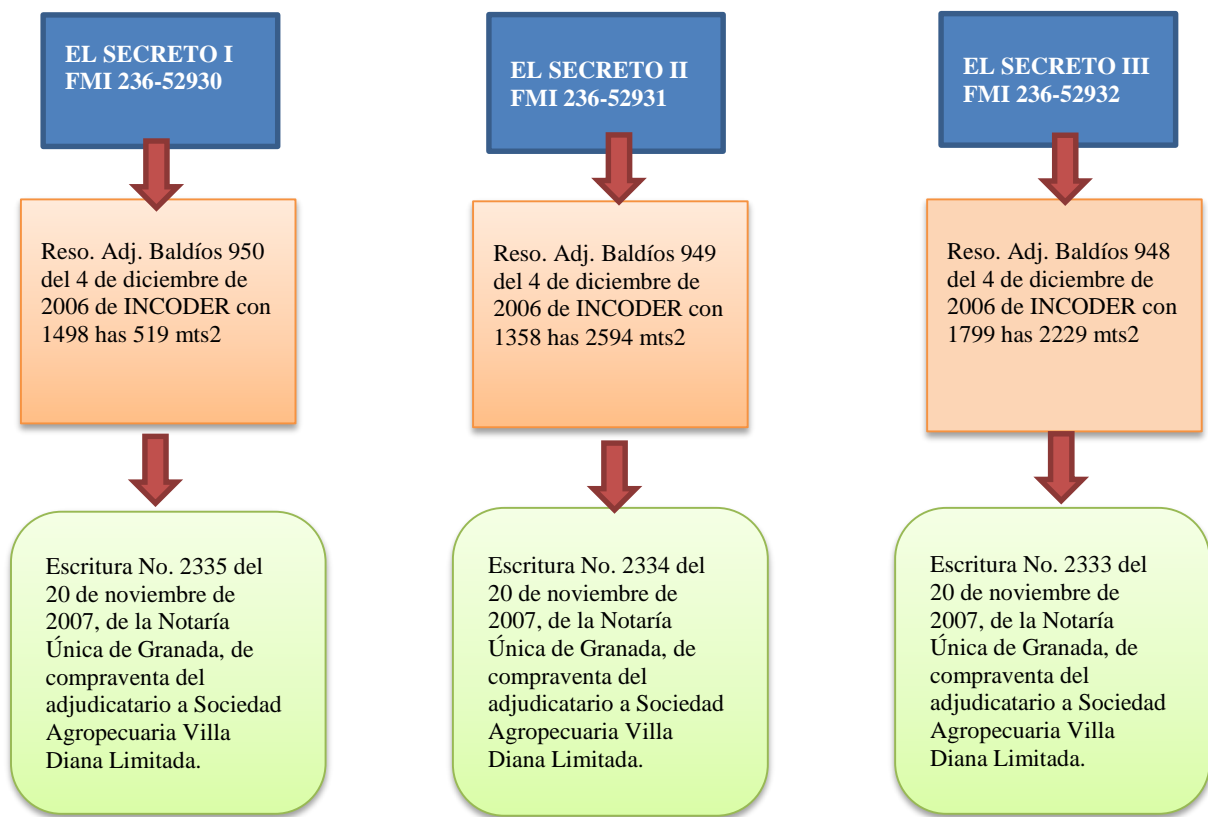 EL SECRETO I
FMI 236-52930
EL SECRETO II
FMI 236-52931
EL SECRETO III
FMI 236-52932
Reso. Adj. Baldíos 950
del 4 de diciembre de
2006 de INCODER con
1498 has 519 mts2
Reso. Adj. Baldíos 949
del 4 de diciembre de
2006 de INCODER con
1358 has 2594 mts2
Reso. Adj. Baldíos 948
del 4 de diciembre de
2006 de INCODER con
1799 has 2229 mts2
Escritura No. 2335 del
20 de noviembre de
2007, de la Notaría
Única de Granada, de
compraventa del
adjudicatario a Sociedad
Agropecuaria Villa
Diana Limitada.
Escritura No. 2334 del
20 de noviembre de
2007, de la Notaría
Única de Granada, de
compraventa del
adjudicatario a Sociedad
Agropecuaria Villa
Diana Limitada.
Escritura No. 2333 del
20 de noviembre de
2007, de la Notaría
Única de Granada, de
compraventa del
adjudicatario a Sociedad
Agropecuaria Villa
Diana Limitada.